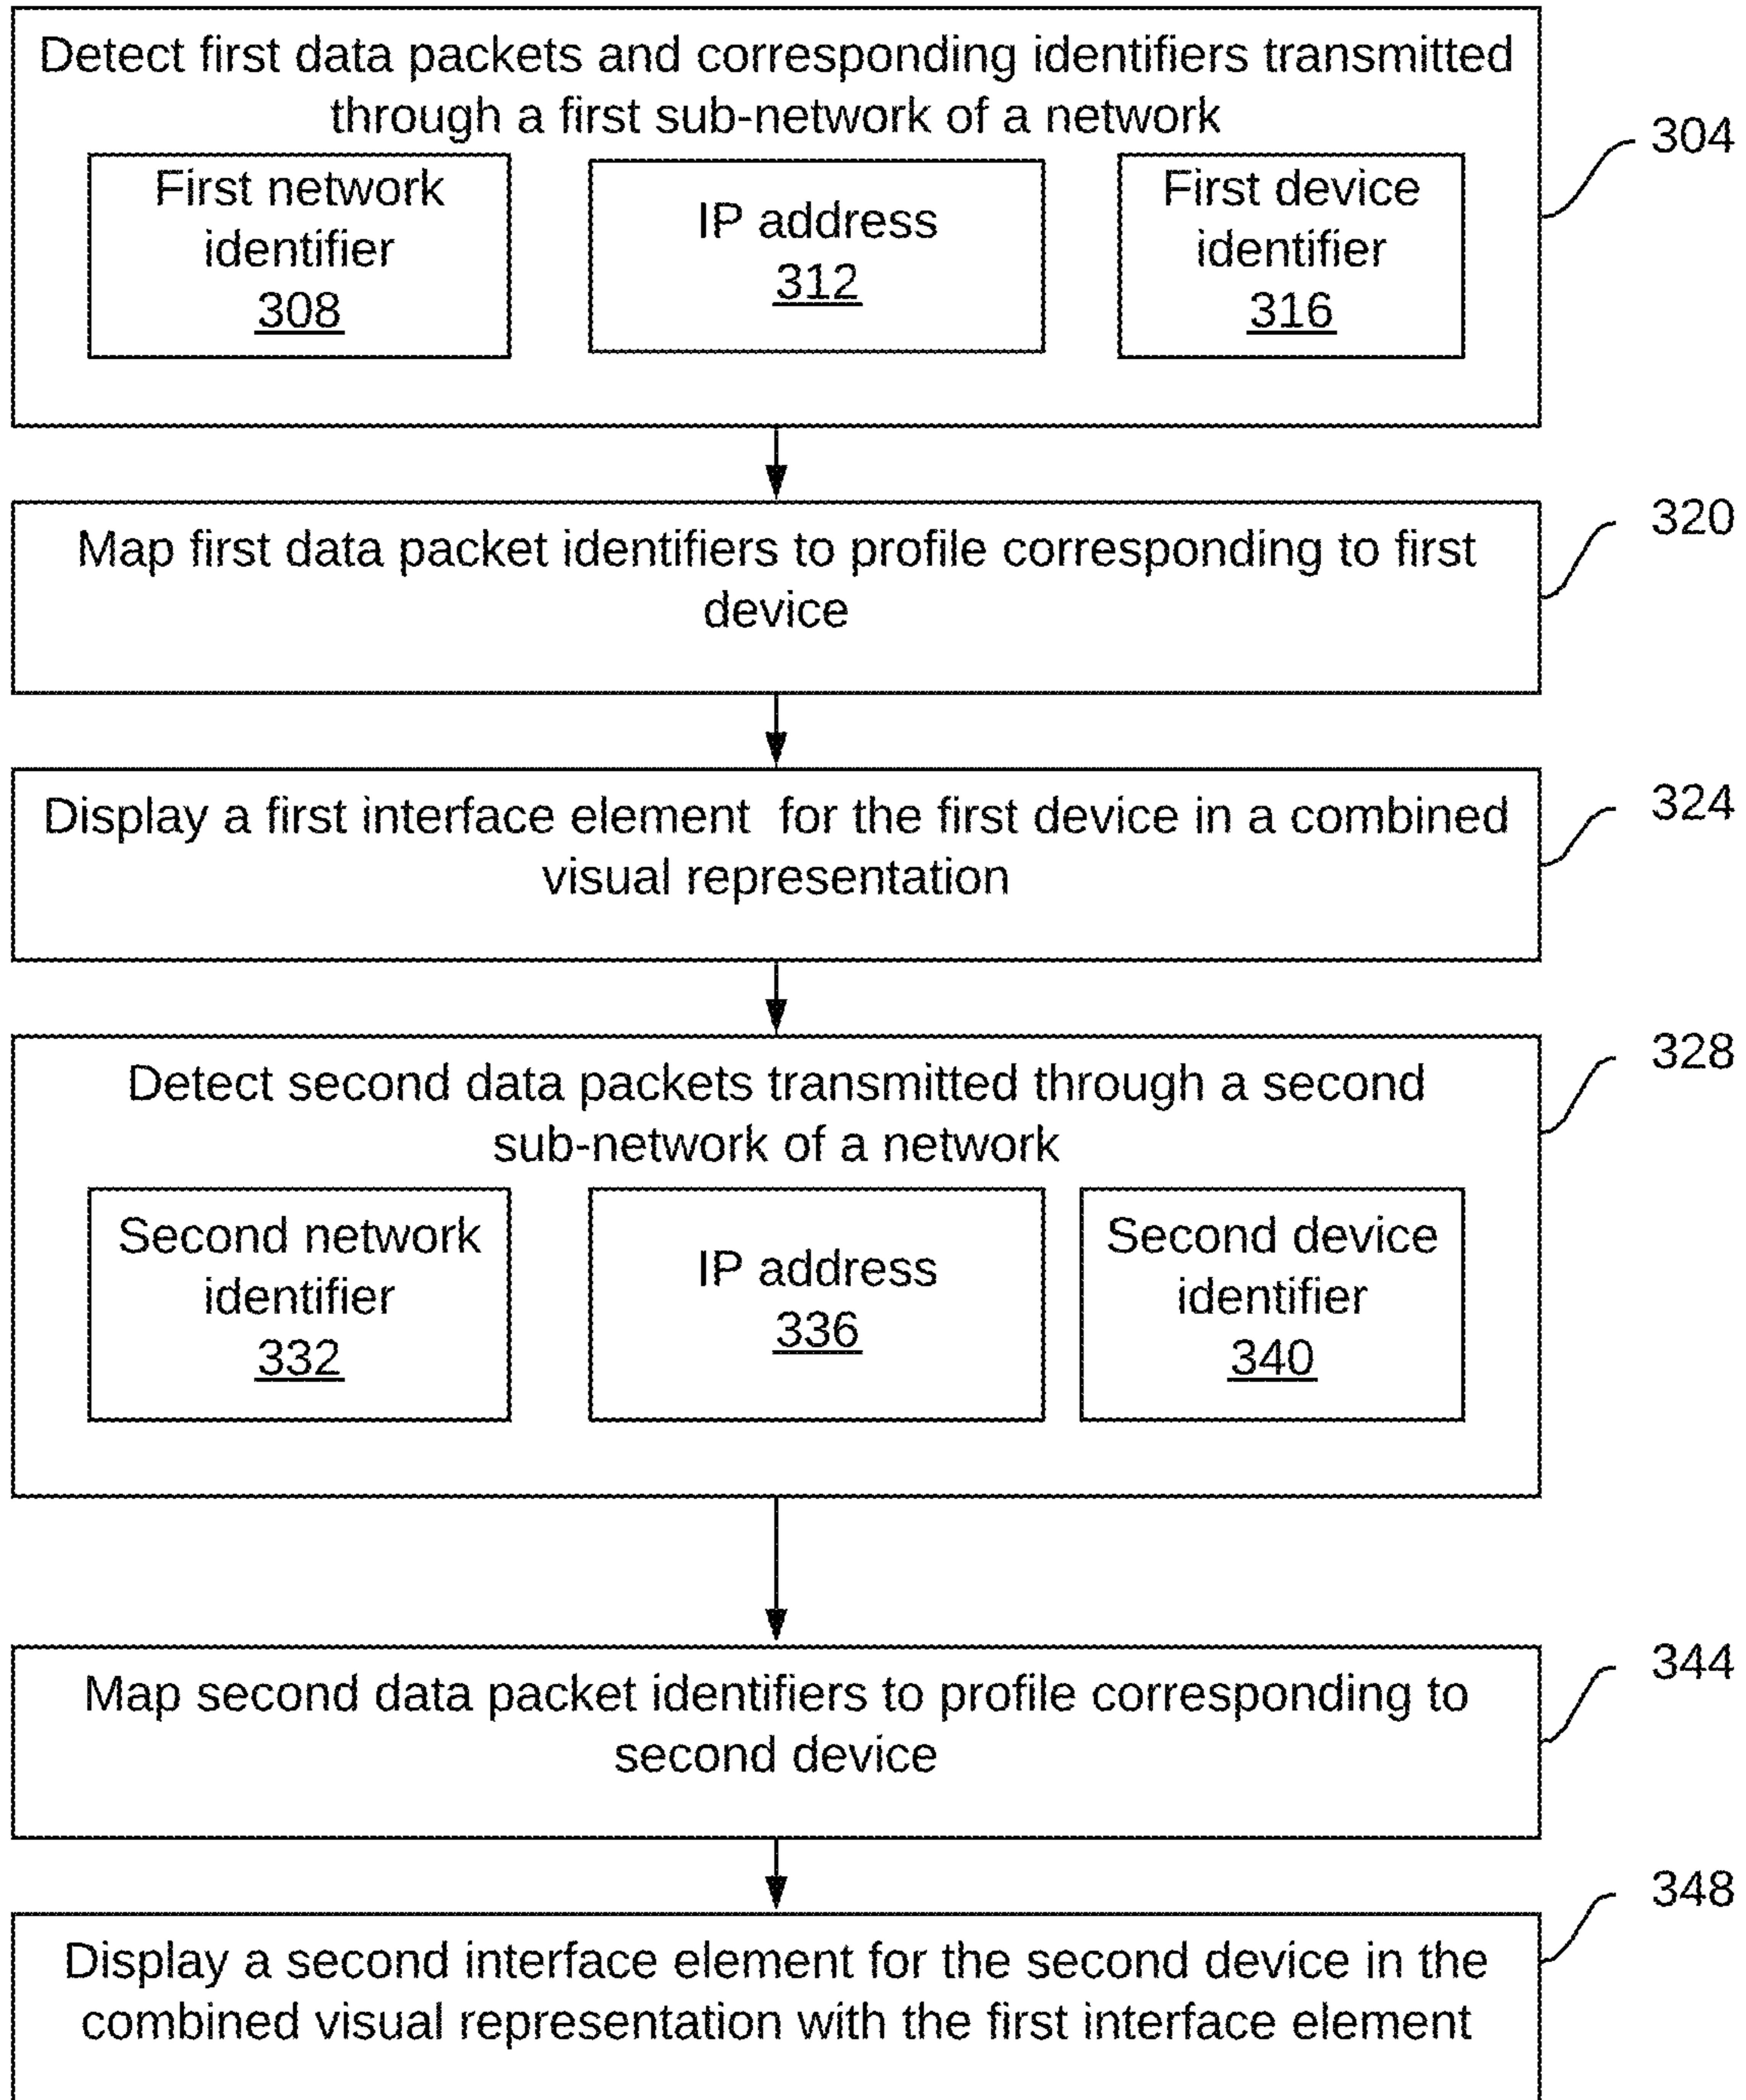 Detect first data packets and corresponding identifiers transmitted
through a first sub-network of a network
304
First network
identifier
308
IP address
312
First device
identifier
316
Map first data packet identifiers to profile corresponding to first
device
320
Display a first interface element  for the first device in a combined
visual representation
324
Detect second data packets transmitted through a second
sub-network of a network
328
Second network
identifier
332
IP address
336
Second device
identifier
340
Map second data packet identifiers to profile corresponding to
second device
344
Display a second interface element for the second device in the
combined visual representation with the first interface element
348